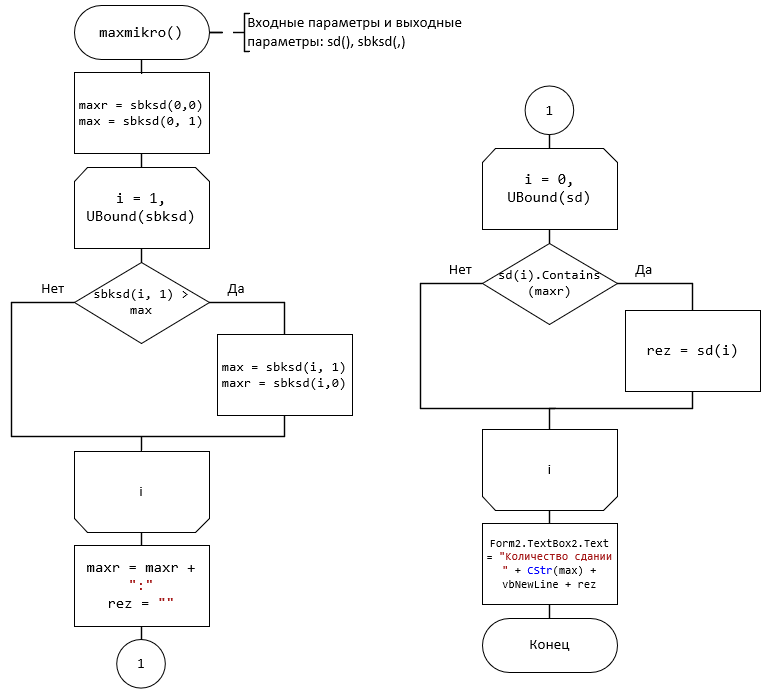 maxmikro()
Входные параметры и выходные
параметры: sd(), sbksd(,)
maxr = sbksd(0,0)
max = sbksd(0, 1)
i = 1,
UBound(sbksd)
Нет
sbksd(i, 1) >
max
Да
max = sbksd(i, 1)
maxr = sbksd(i,0)
i
maxr = maxr +
":"
rez = ""
1
1
i = 0,
UBound(sd)
Нет
sd(i).Contains
(maxr)
Да
rez = sd(i)
i
Form2.TextBox2.Text
= "Количество сдании
" + CStr(max) +
vbNewLine + rez
Конец